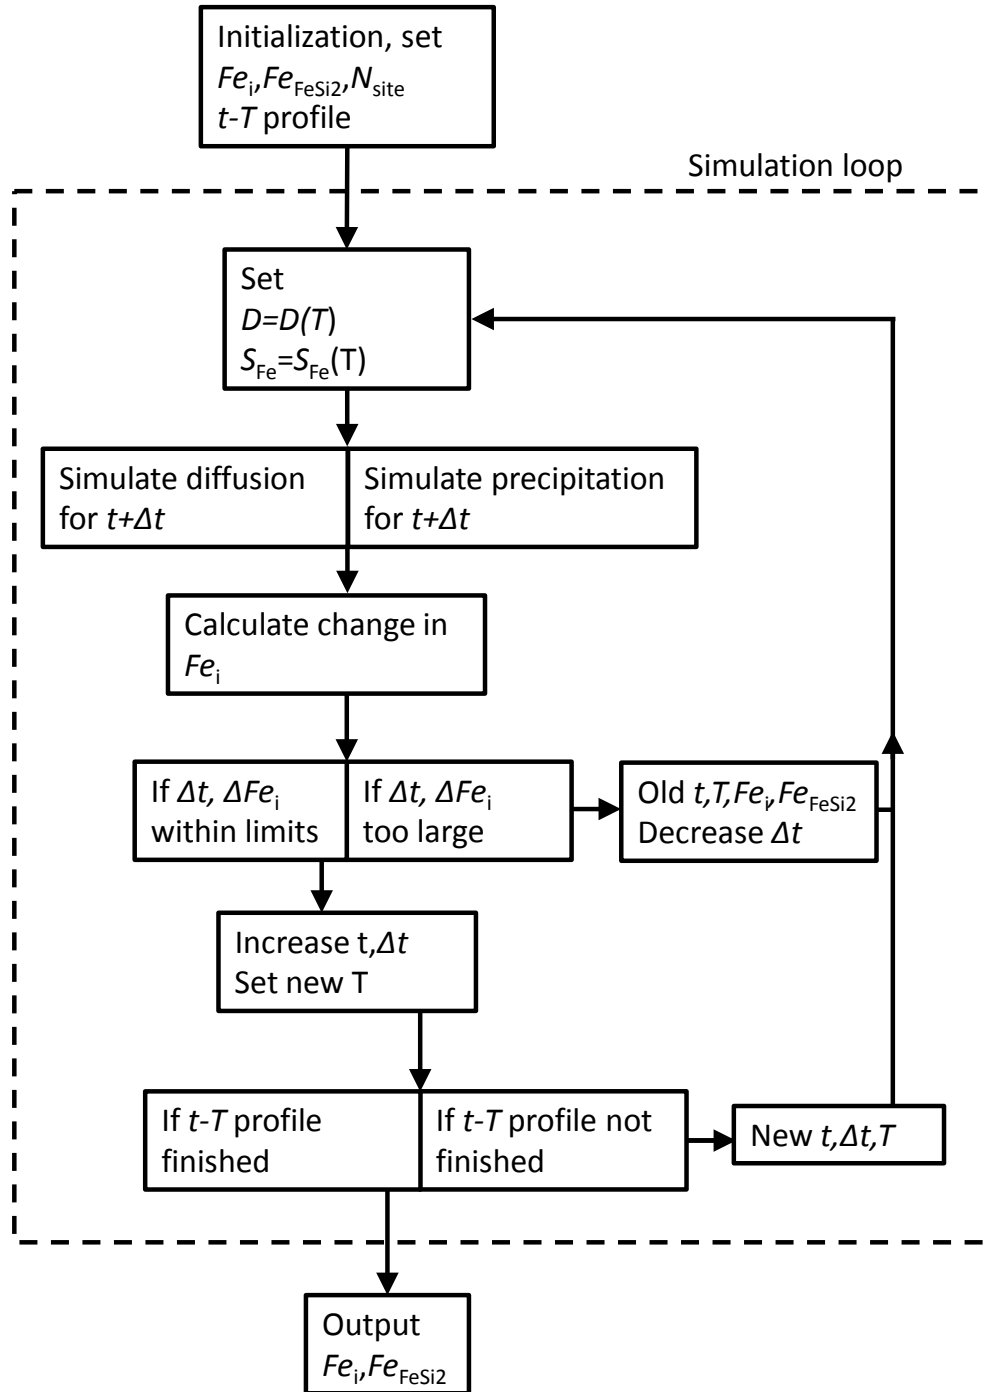 Initialization, set
Fei,FeFeSi2,Nsite
t-T profile
Simulation loop
Set
D=D(T)
SFe=SFe(T)
Simulate diffusion
for t+Δt
Simulate precipitation
for t+Δt
Calculate change in
Fei
If Δt, ΔFei
within limits
If Δt, ΔFei
too large
Old t,T,Fei,FeFeSi2
Decrease Δt
Increase t,Δt
Set new T
If t-T profile
finished
If t-T profile not
finished
New t,Δt,T
Output
Fei,FeFeSi2